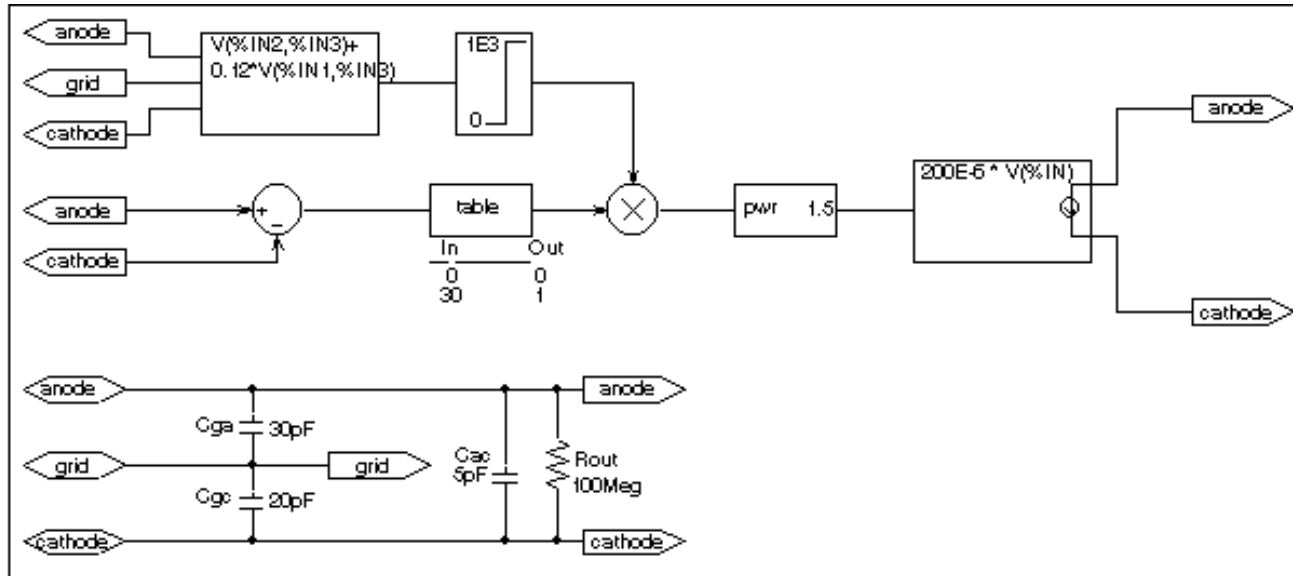 anode
V(%IN2,%IN3)+
0.12*V(%IN1,%IN3)
1E3
grid
0
cathode
anode
anode
+
−
table
pwr 1.5
200E-6 * V(%IN)
In Out
0 0
30 1
cathode
cathode
anode
anode
Cga 30pF
grid
grid
Cac
5pF
Rout
100Meg
Cgc 20pF
cathode
cathode